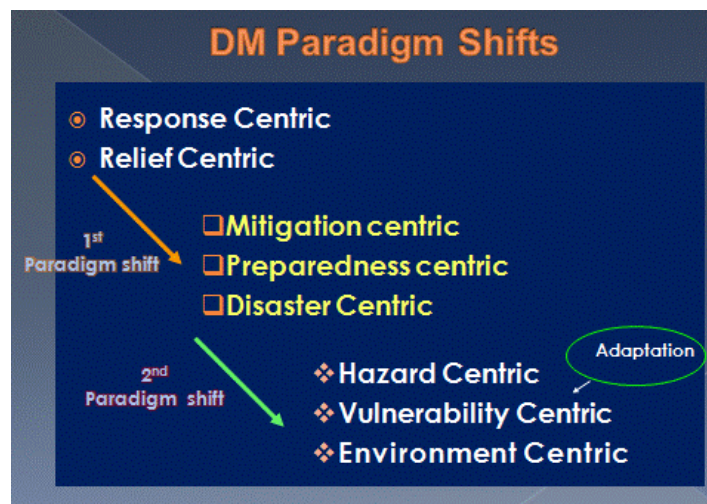 DM Paradigm Shifts
Response Centric
Relief Centric
1st
Paradigm shift
Mitigation centric
Preparedness centric
Disaster Centric
2nd
Paradigm shift
Adaptation
Hazard Centric
Vulnerability Centric
Environment Centric